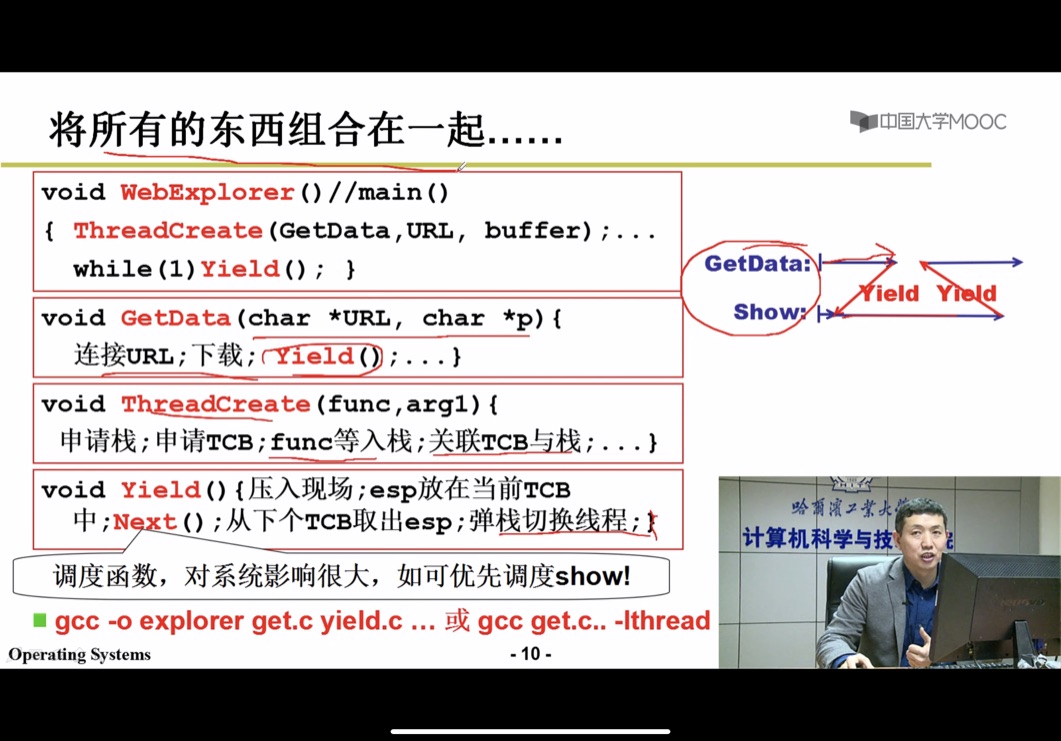 将所有的东西组合在一起……
中国大学MOOC
void WebExplorer()//main()
{ ThreadCreate(GetData,URL, buffer);...
while(1)Yield(); }
void GetData(char *URL, char *p){
连接URL;下载; Yield();...}
void ThreadCreate(func,arg1){
申请栈;申请TCB;func等入栈;关联TCB与栈;...}
void Yield(){压入现场;esp放在当前TCB
中;Next();从下个TCB取出esp;弹栈切换线程;}
调度函数，对系统影响很大，如可优先调度show!
gcc -o explorer get.c yield.c … 或 gcc get.c.. -lthread
GetData:
Yield Yield
Show:
哈尔滨工业大学
计算机科学与技 院
Operating Systems
- 10 -